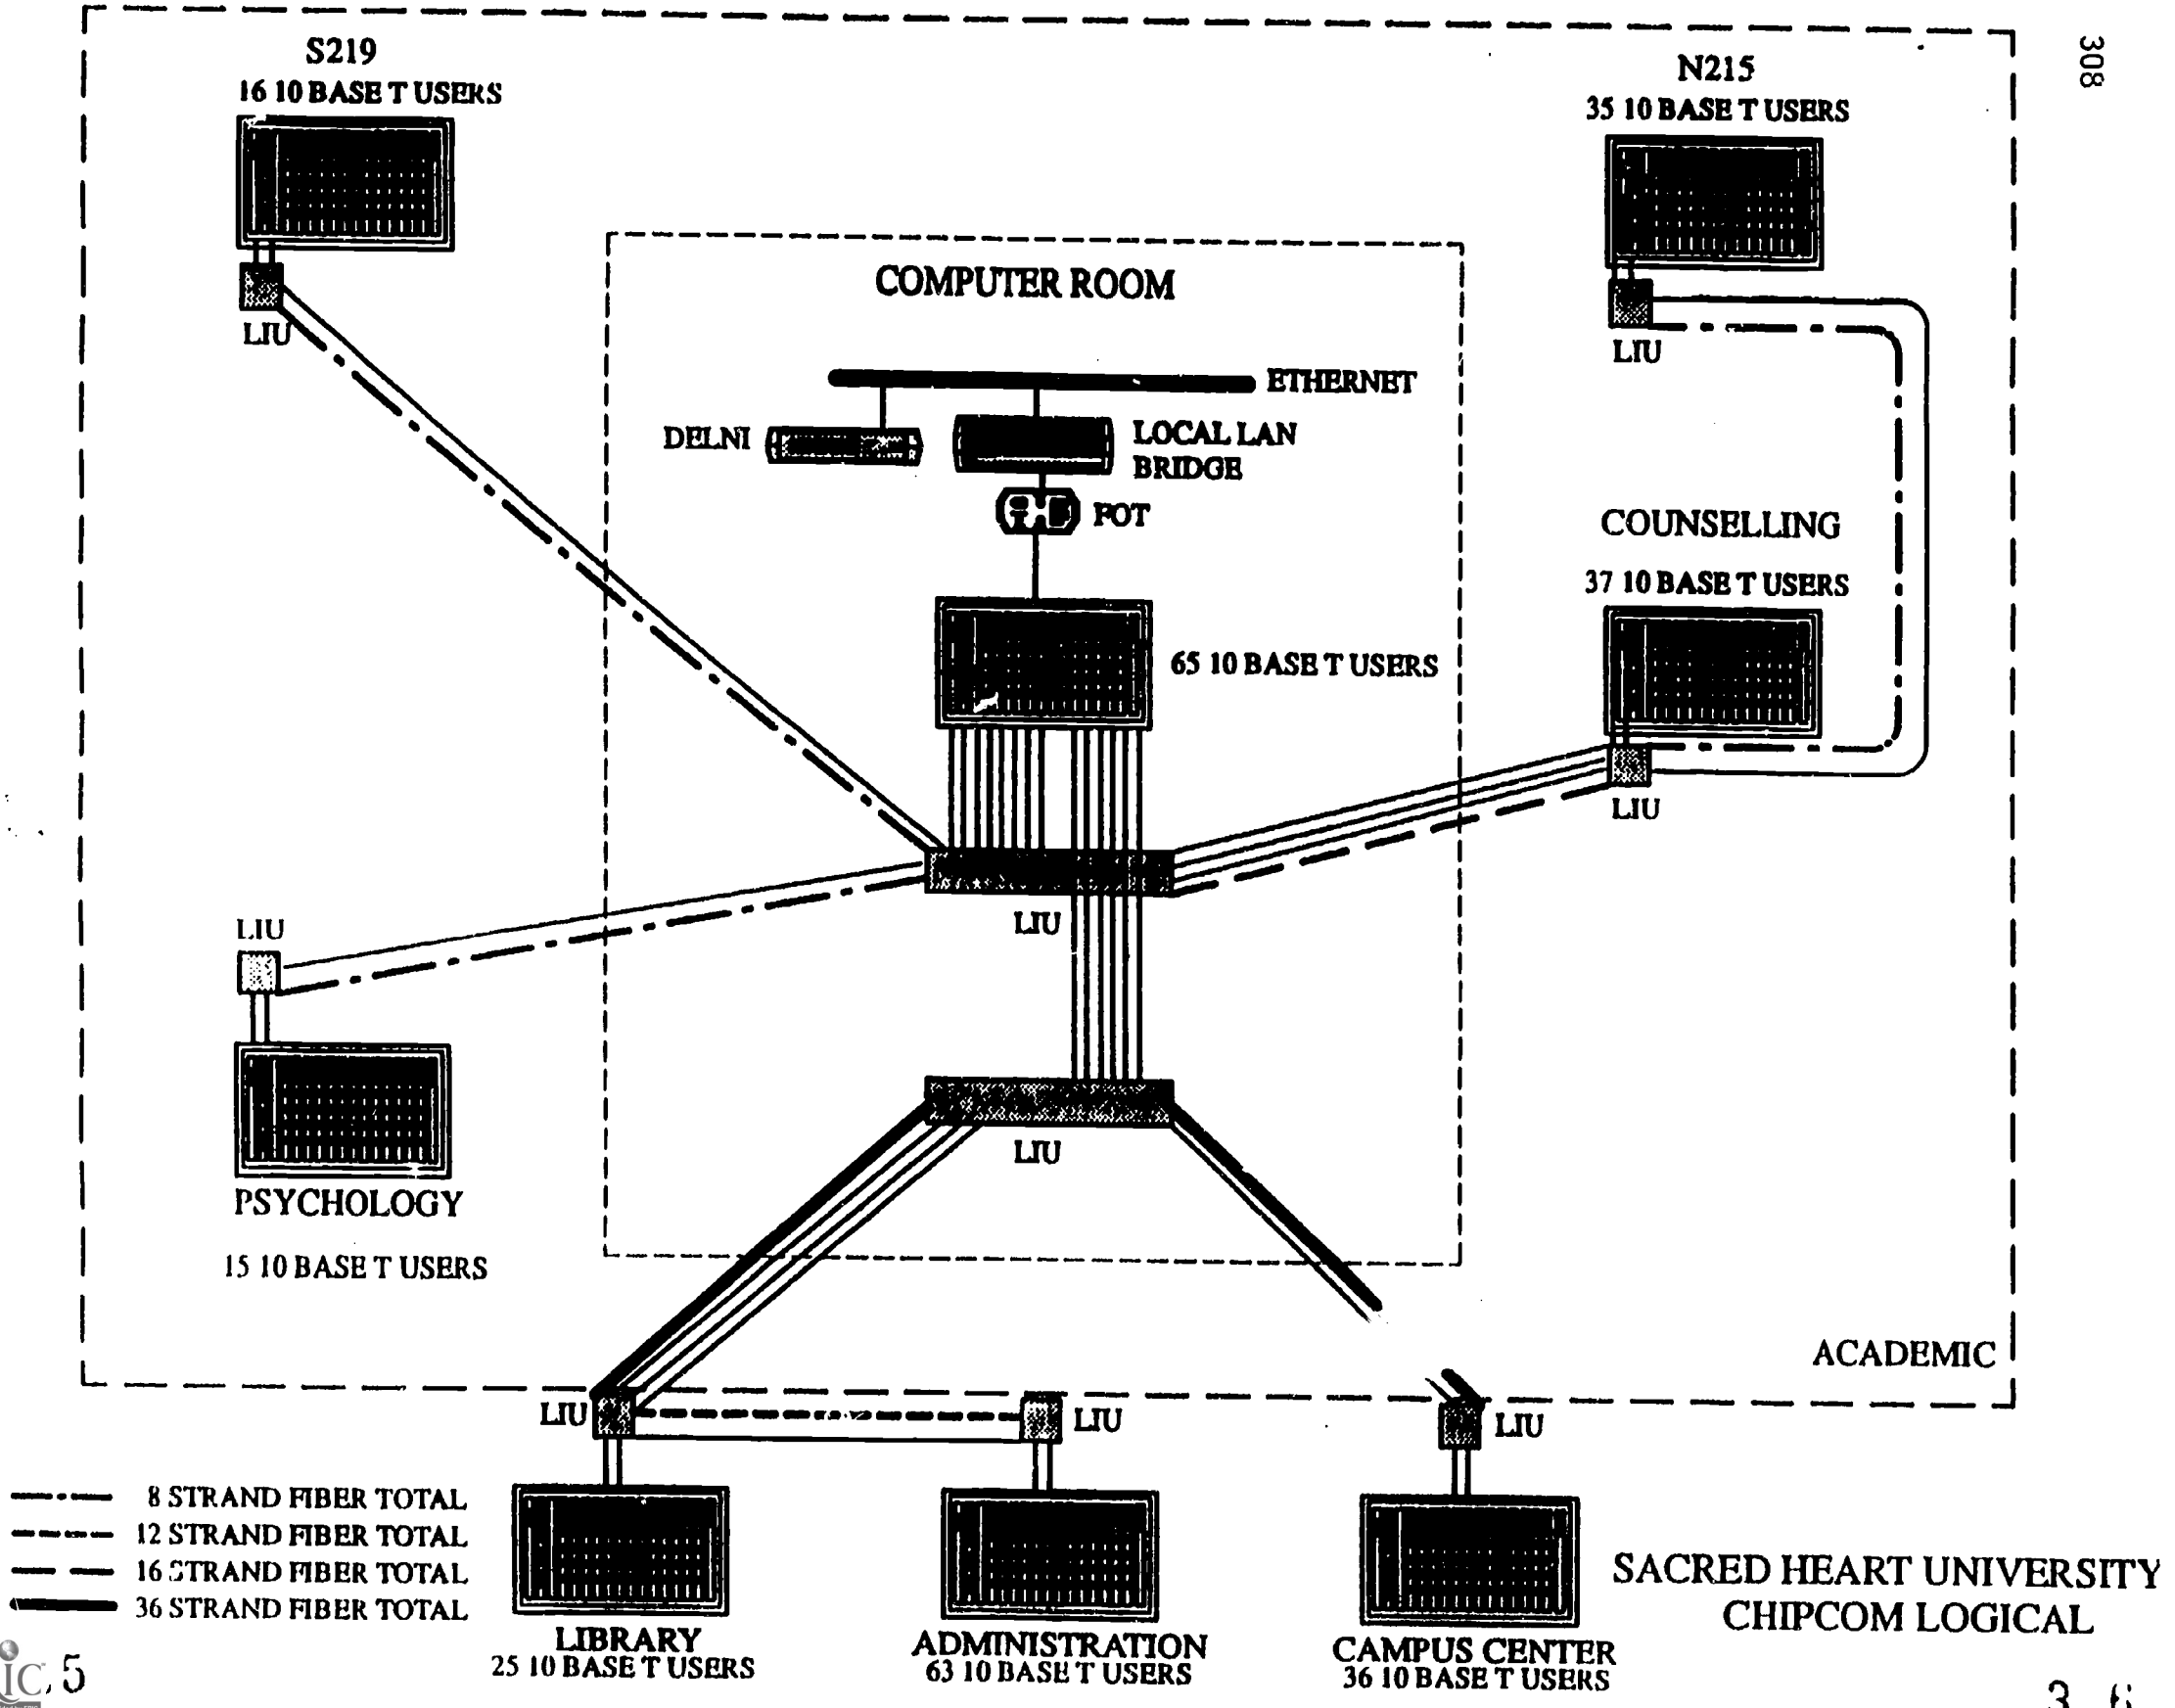 308
S219
16 10 BASE T USERS
N215
35 10 BASE T USERS
COMPUTER ROOM
LIU
LIU
ETHERNET
DELNI
LOCAL LAN
BRIDGE
FOT
COUNSELLING
37 10 BASE T USERS
65 10 BASE T USERS
LIU
LIU
LIU
LIU
PSYCHOLOGY
15 10 BASE T USERS
ACADEMIC
LIU
LIU
LIU
8 STRAND FIBER TOTAL
12 STRAND FIBER TOTAL
16 STRAND FIBER TOTAL
36 STRAND FIBER TOTAL
LIBRARY
25 10 BASE T USERS
ADMINISTRATION
63 10 BASE T USERS
CAMPUS CENTER
36 10 BASE T USERS
SACRED HEART UNIVERSITY
CHIPCOM LOGICAL
5
3